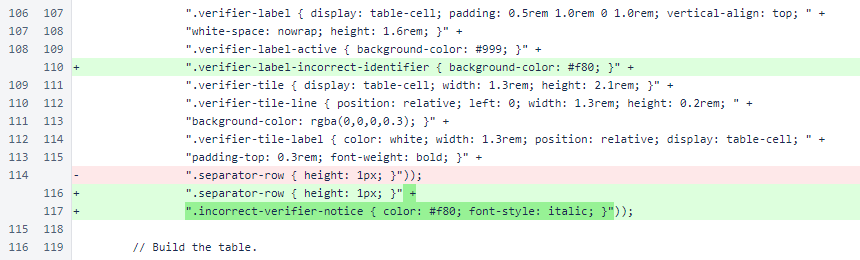 106 107 ".verifier-label { display: table-cell; padding: 0.5rem 1.0rem 0 1.0rem; vertical-align: top; " +
107 108 "white-space: nowrap; height: 1.6rem; }" +
108 109 ".verifier-label-active { background-color: #999; }" +
110 + ".verifier-label-incorrect-identifier { background-color: #f80; }" +
109 111 ".verifier-tile { display: table-cell; width: 1.3rem; height: 2.1rem; }" +
110 112 ".verifier-tile-line { position: relative; left: 0; width: 1.3rem; height: 0.2rem; " +
111 113 "background-color: rgba(0,0,0,0.3); }" +
112 114 ".verifier-tile-label { color: white; width: 1.3rem; position: relative; display: table-cell; " +
113 115 "padding-top: 0.3rem; font-weight: bold; }" +
114 - ".separator-row { height: 1px; }"));
116 + ".separator-row { height: 1px; }" +
117 + ".incorrect-verifier-notice { color: #f80; font-style: italic; }"));
115 118
116 119 // Build the table.